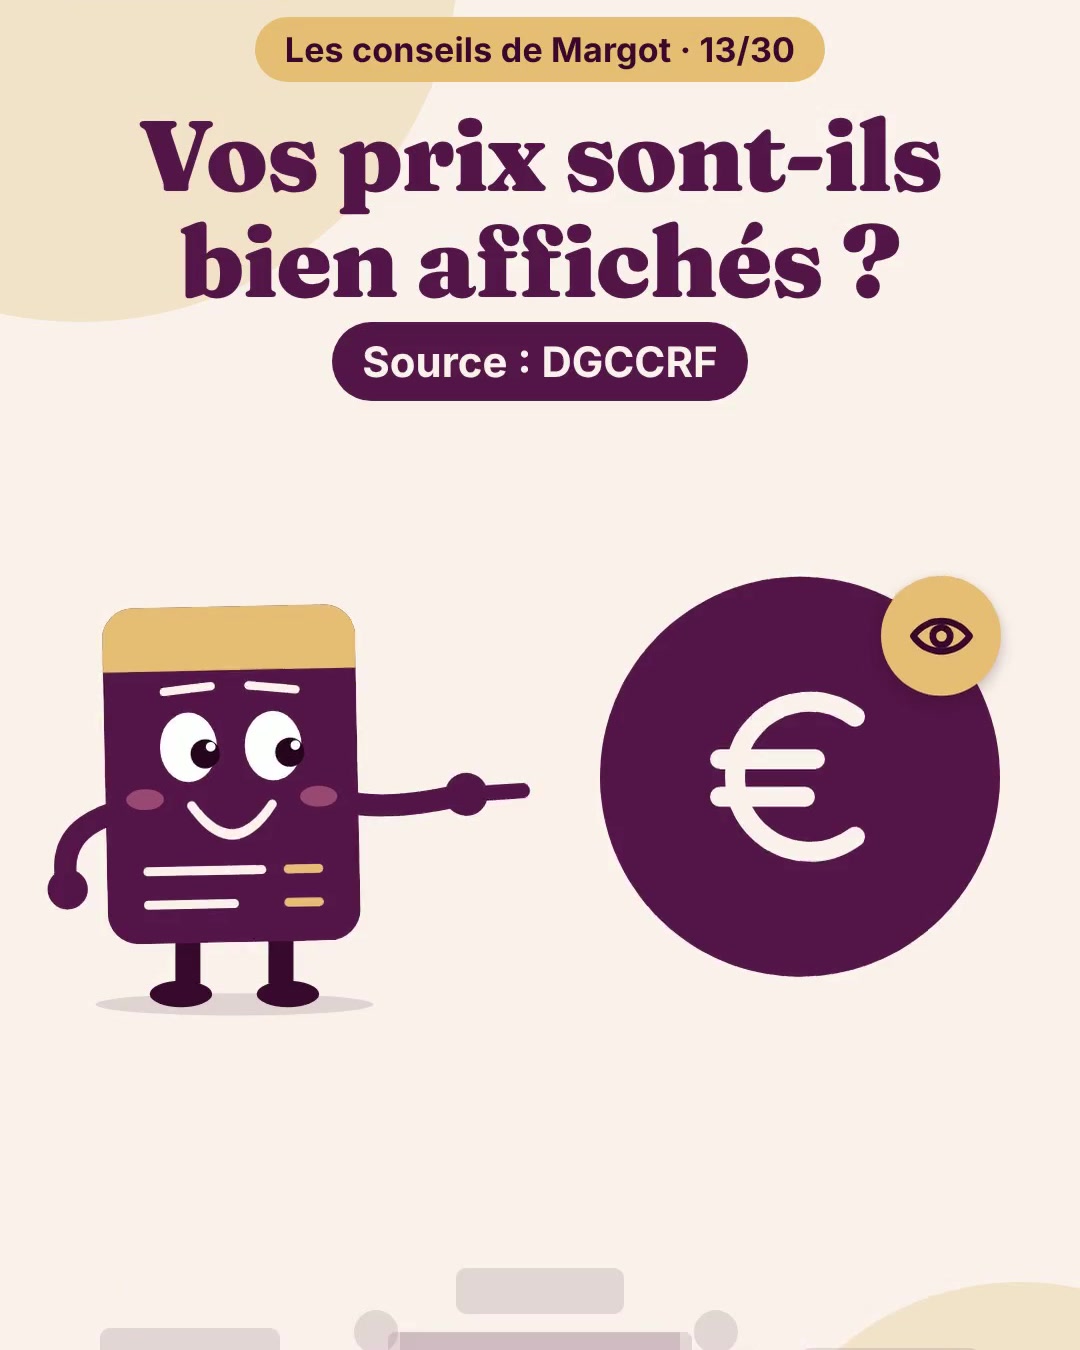 Les conseils de Margot · 13/30
Vos prix sont-ils
bien affichés ?
Source : DGCCRF
€